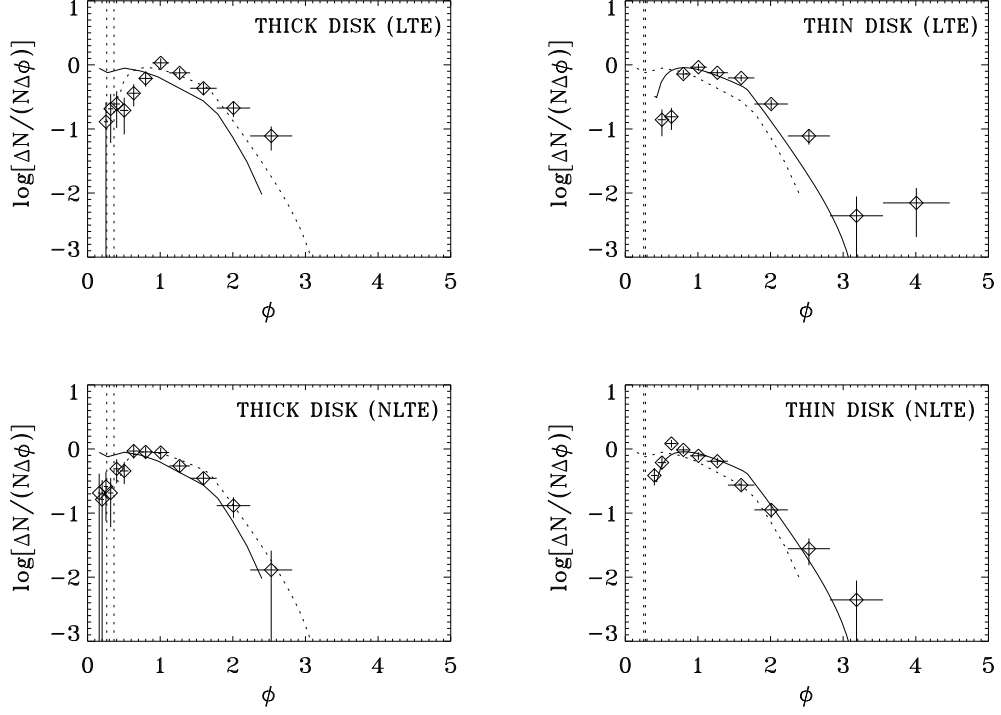 THICK DISK (LTE)
1
0
−1
−2
−3
log[ΔN/(NΔϕ)]
0 1 2 3 4 5
ϕ
THIN DISK (LTE)
1
0
−1
−2
−3
log[ΔN/(NΔϕ)]
0 1 2 3 4 5
ϕ
THICK DISK (NLTE)
1
0
−1
−2
−3
log[ΔN/(NΔϕ)]
0 1 2 3 4 5
ϕ
THIN DISK (NLTE)
1
0
−1
−2
−3
log[ΔN/(NΔϕ)]
0 1 2 3 4 5
ϕ